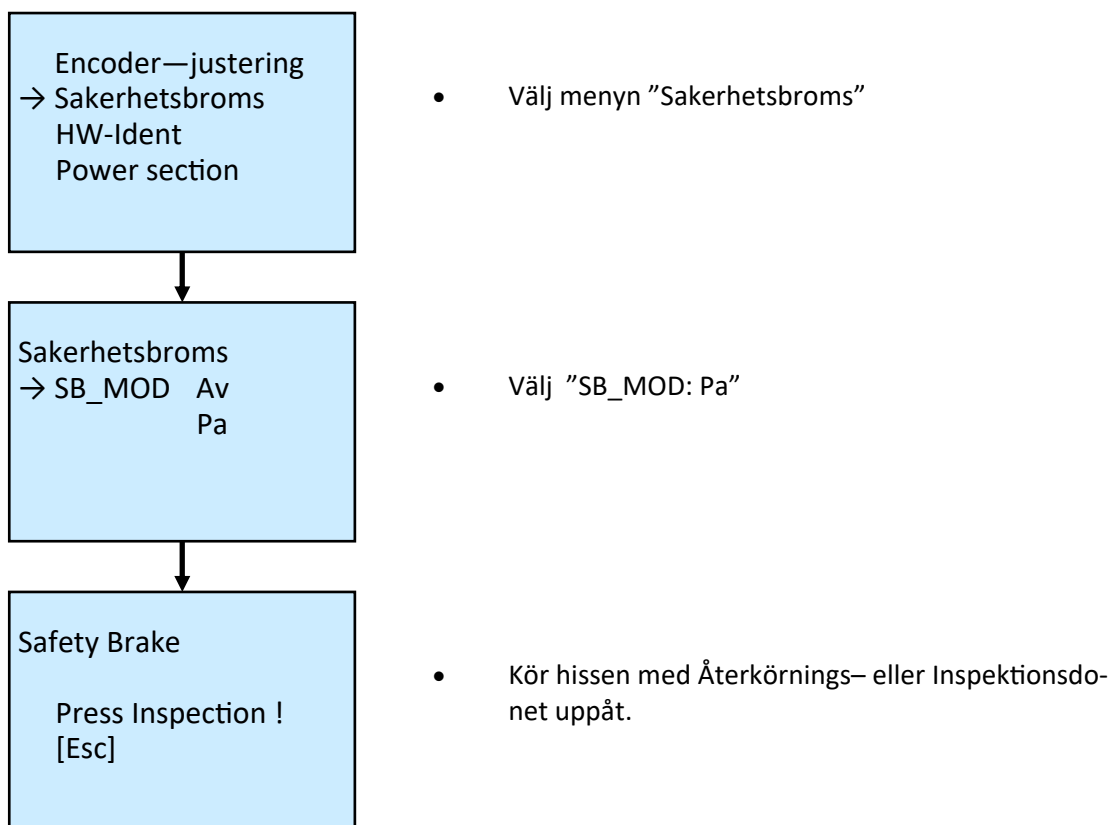 Encoder—justering
→ Sakerhetsbroms
HW-Ident
Power section
• Välj menyn ”Sakerhetsbroms”
Sakerhetsbroms
→ SB_MOD Av
Pa
• Välj ”SB_MOD: Pa”
Safety Brake
Press Inspection !
[Esc]
• Kör hissen med Återkörnings– eller Inspektionsdo-
net uppåt.